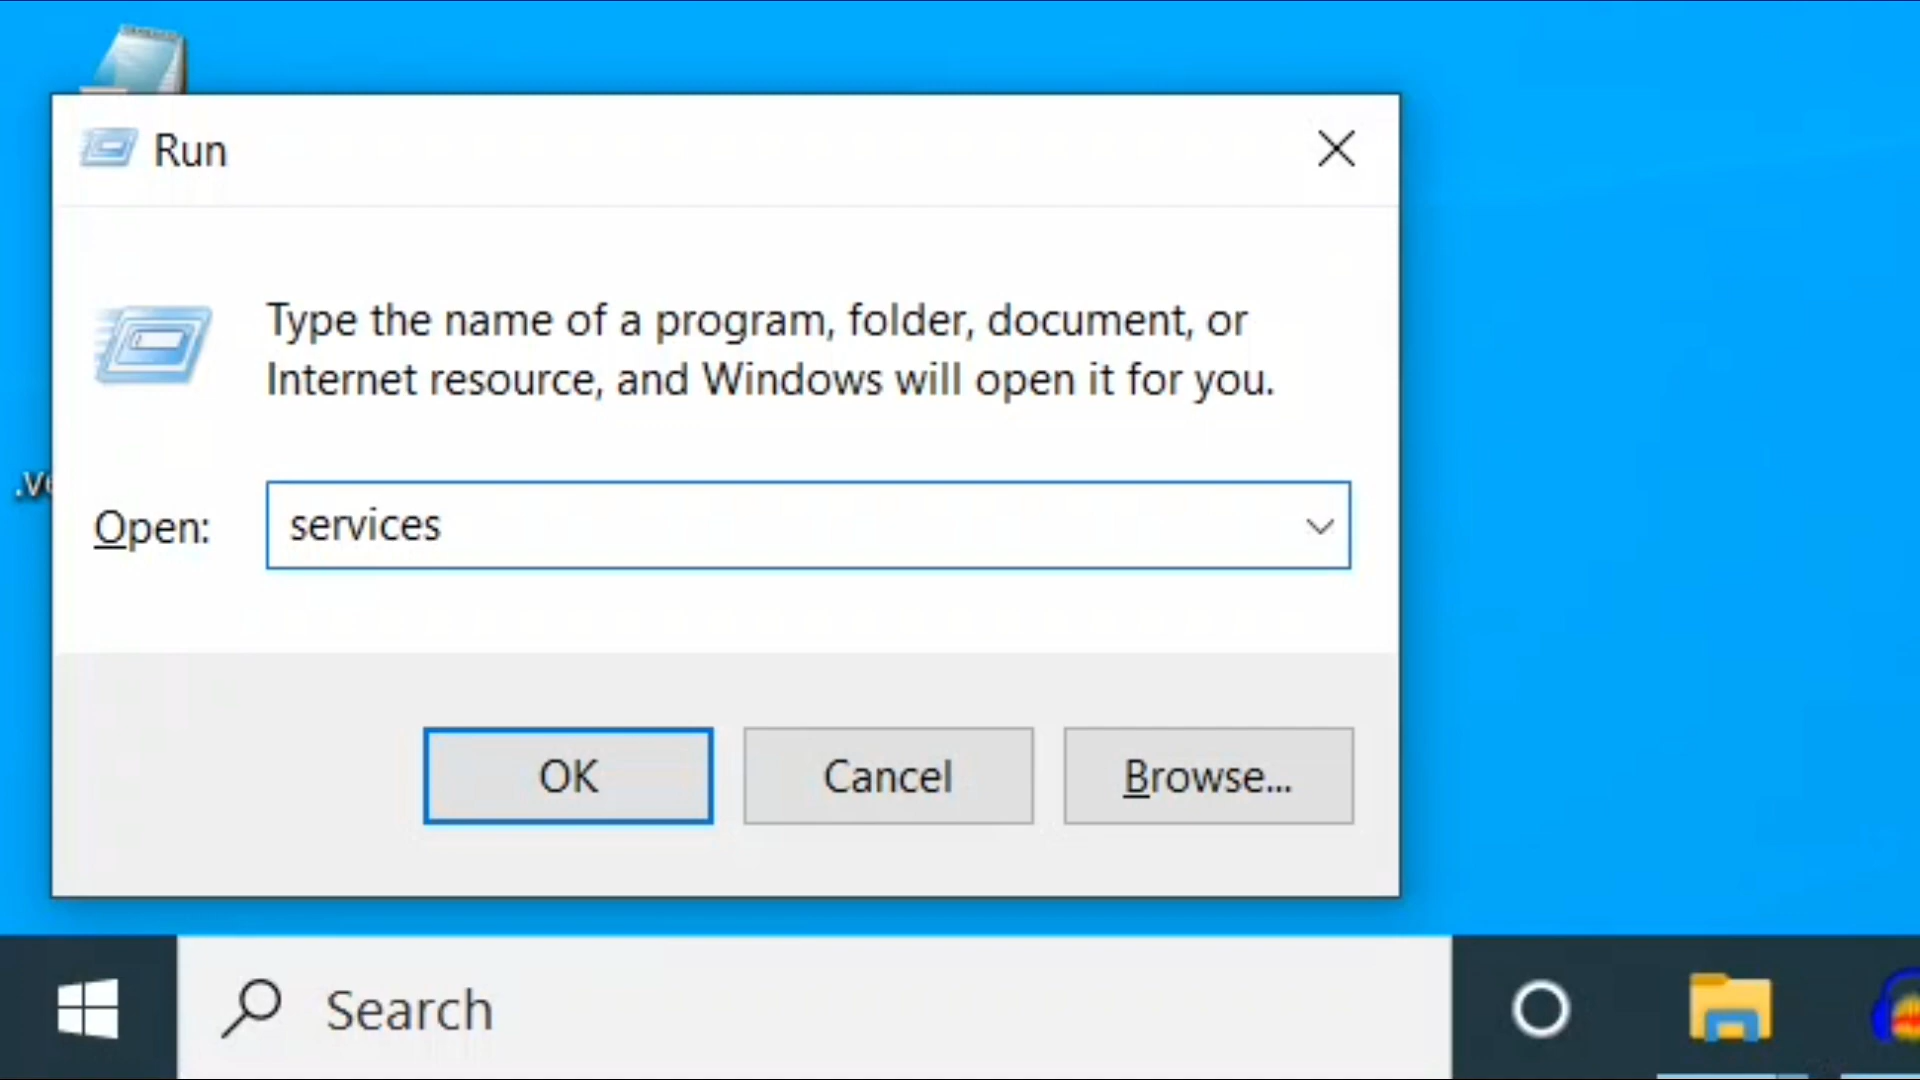 Run
Type the name of a program, folder, document, or
Internet resource, and Windows will open it for you.
.ve
Open:
services
OK
Cancel
Browse...
Search